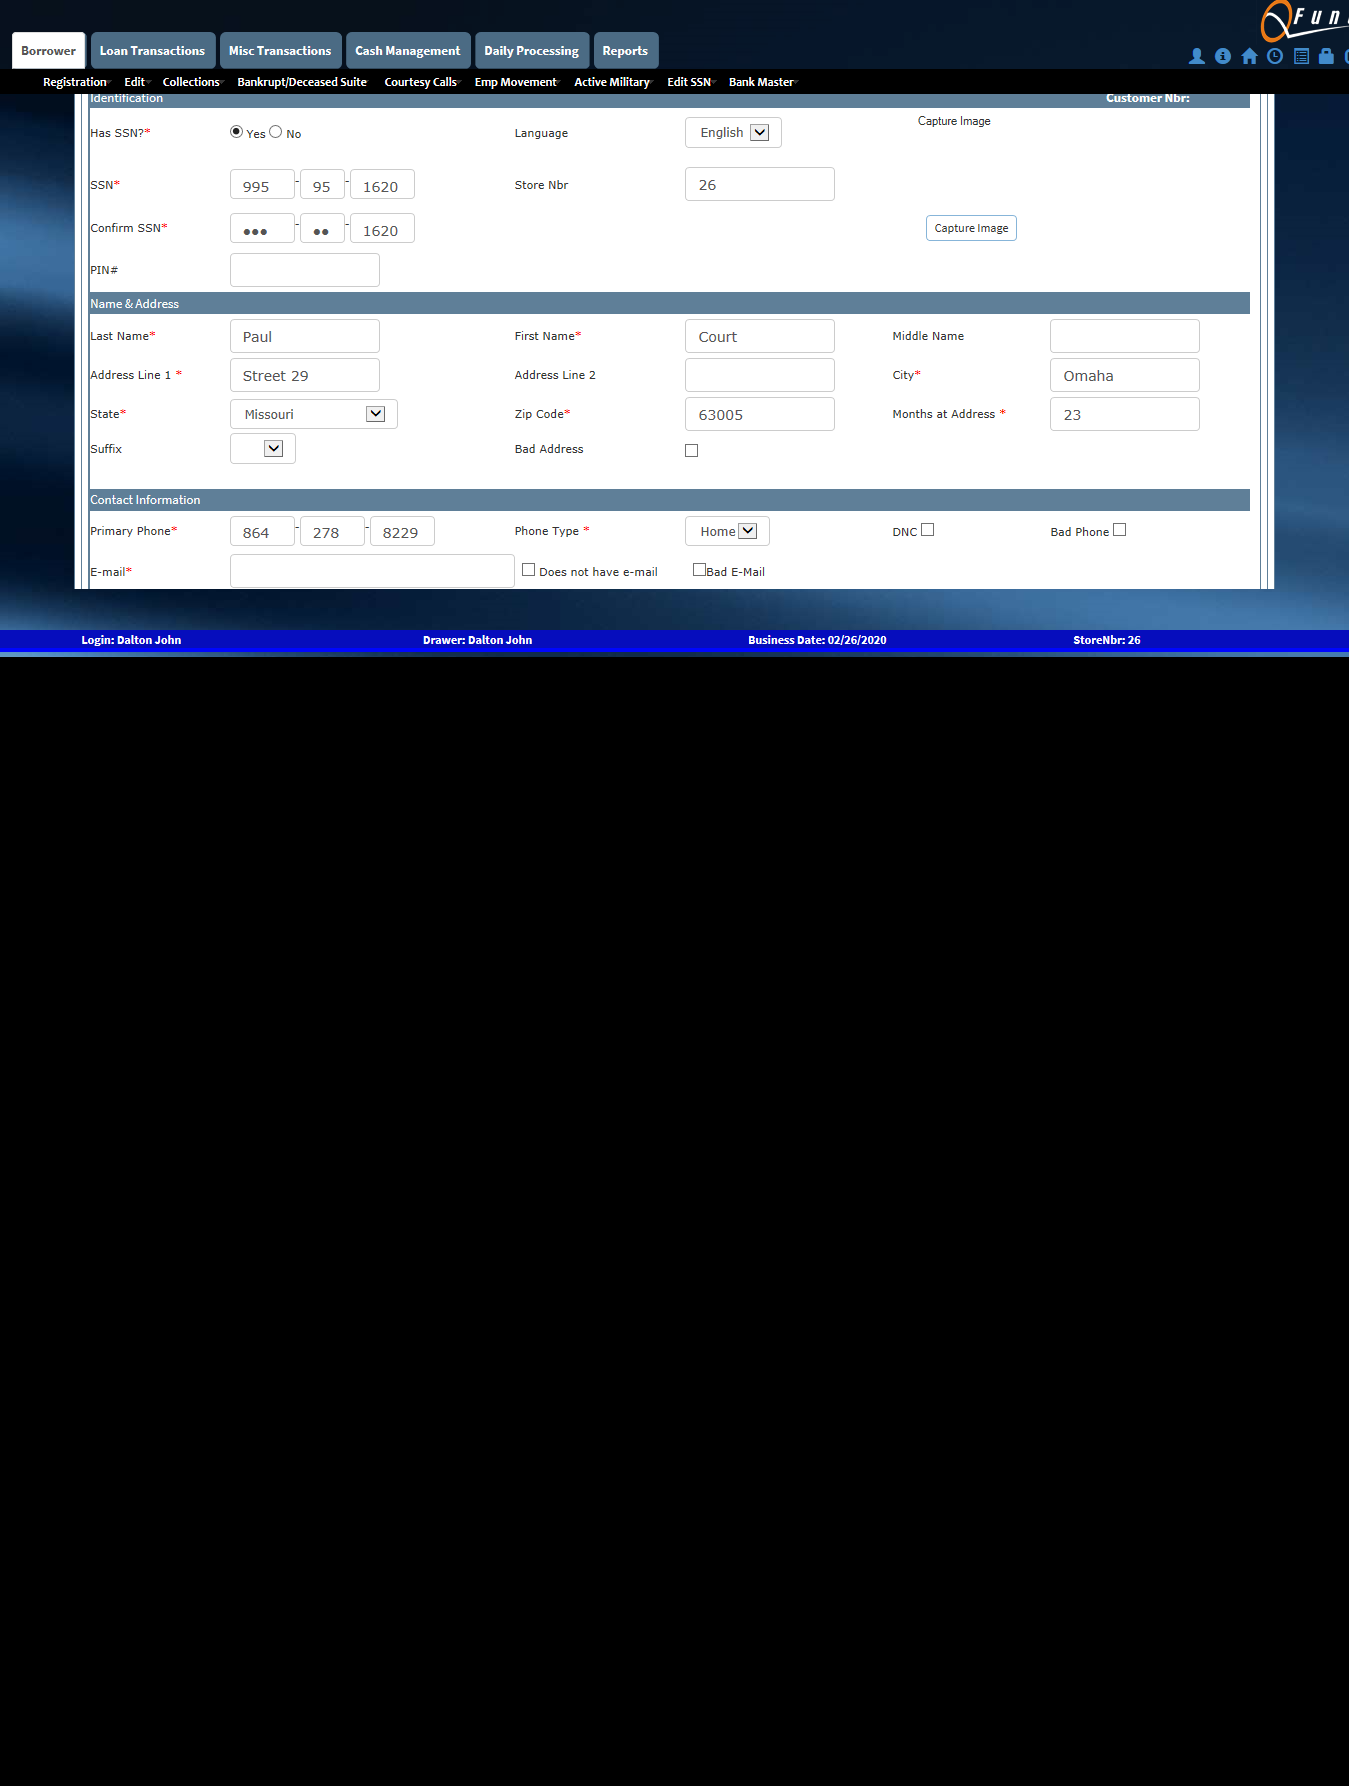 Fun
Borrower Loan Transactions Misc Transactions Cash Management Daily Processing Reports
Registration Edit Collections Bankrupt/Deceased Suite Courtesy Calls Emp Movement Active Military Edit SSN Bank Master
Identification Customer Nbr:
Has SSN?* Yes No Language English Capture Image
SSN* 995 - 95 - 1620 Store Nbr 26
Confirm SSN* ●●● - ●● - 1620 Capture Image
PIN#
Name & Address
Last Name* Paul First Name* Court Middle Name
Address Line 1 * Street 29 Address Line 2 City* Omaha
State* Missouri Zip Code* 63005 Months at Address * 23
Suffix Bad Address
Contact Information
Primary Phone* 864 - 278 - 8229 Phone Type * Home DNC Bad Phone
E-mail* Does not have e-mail Bad E-Mail
Login: Dalton John Drawer: Dalton John Business Date: 02/26/2020 StoreNbr: 26